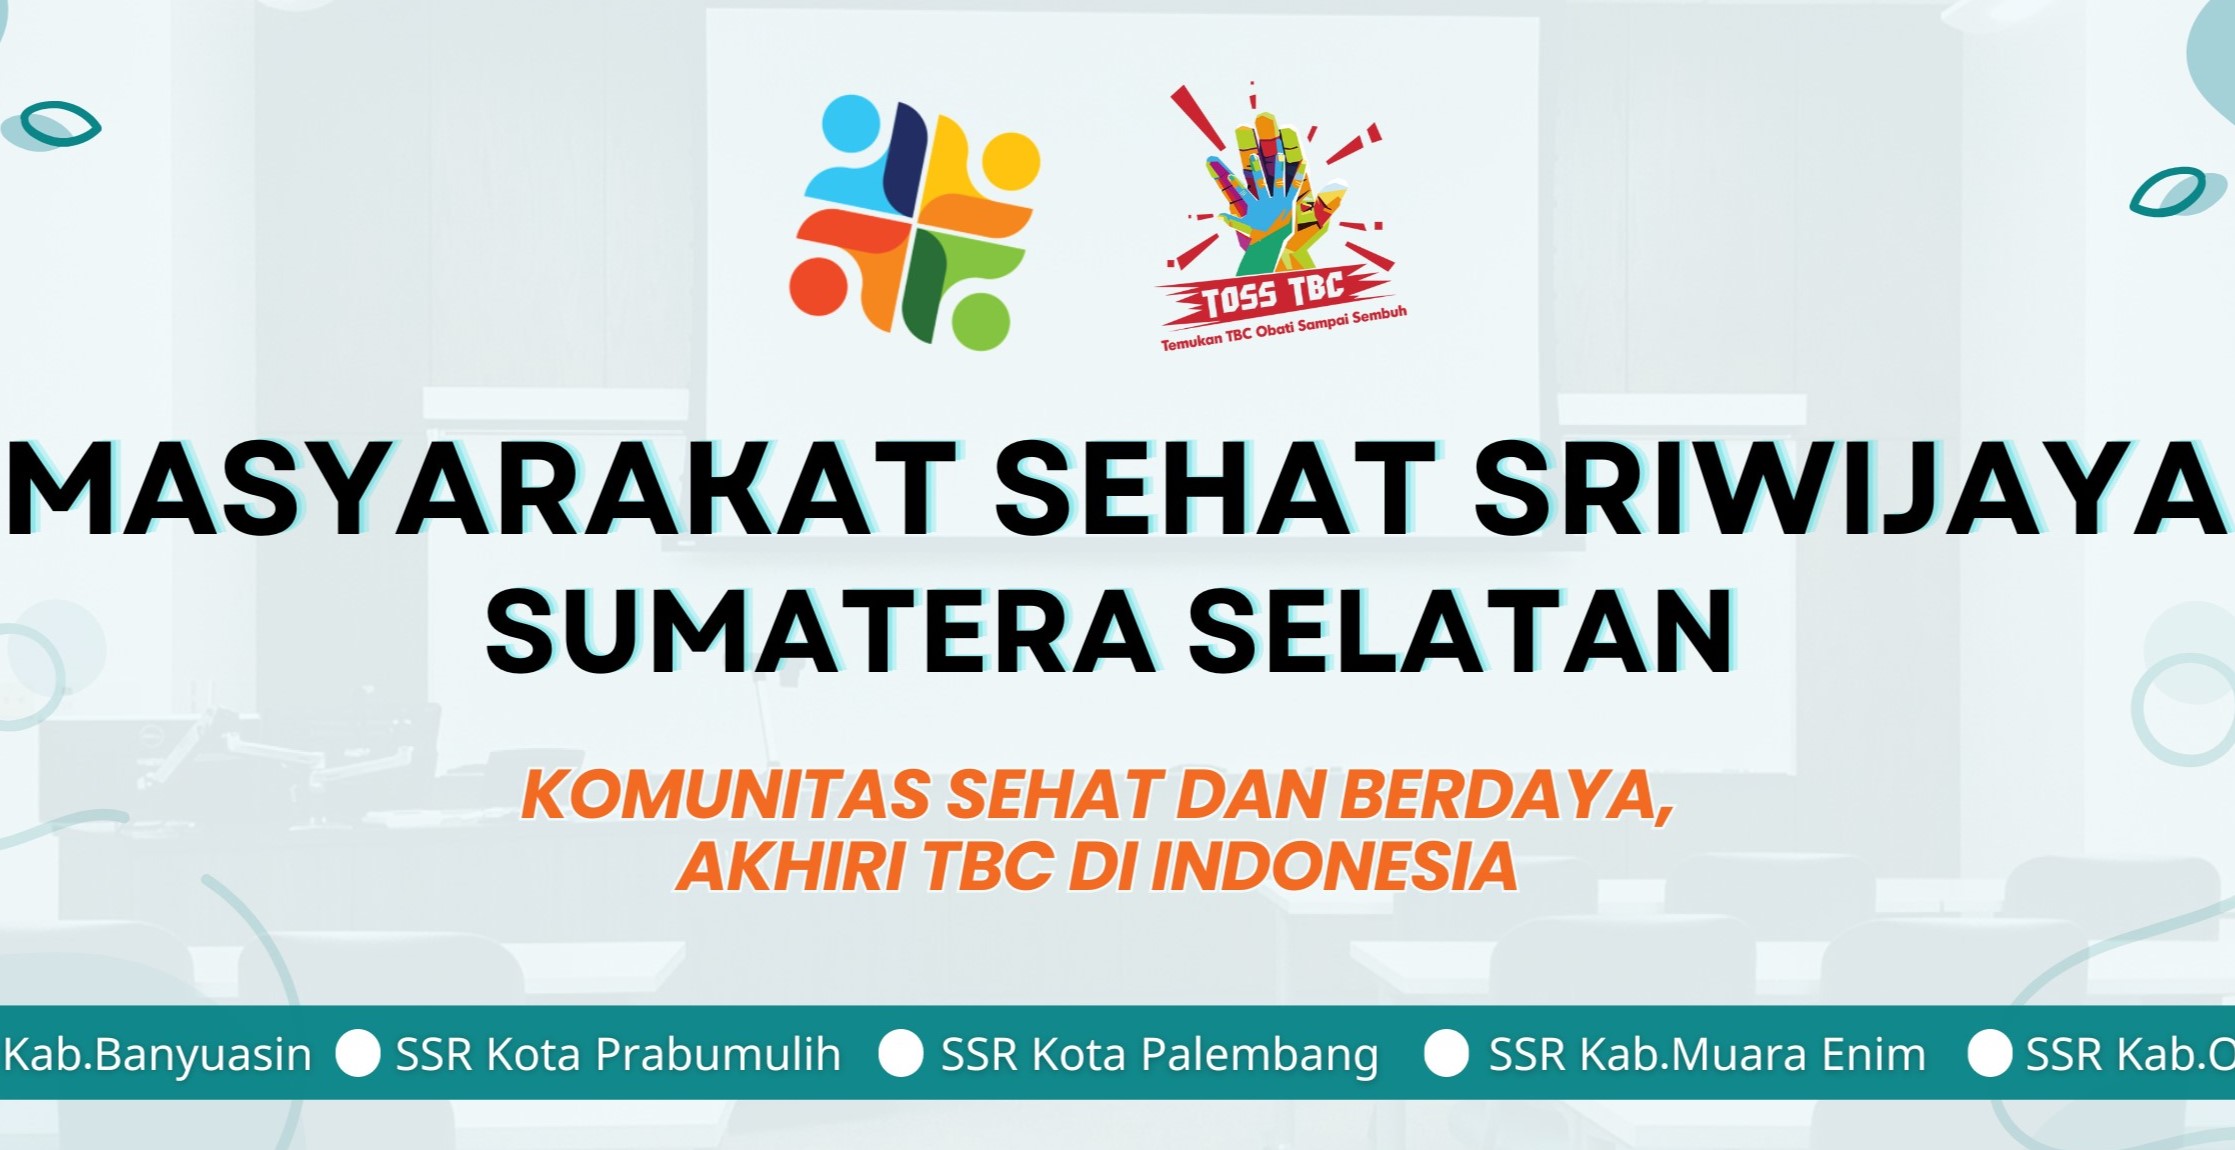 TOSS TBC
Temukan TBC Obati Sampai Sembuh
MASYARAKAT SEHAT SRIWIJAYA
SUMATERA SELATAN
KOMUNITAS SEHAT DAN BERDAYA,
AKHIRI TBC DI INDONESIA
Kab.Banyuasin SSR Kota Prabumulih SSR Kota Palembang SSR Kab.Muara Enim SSR